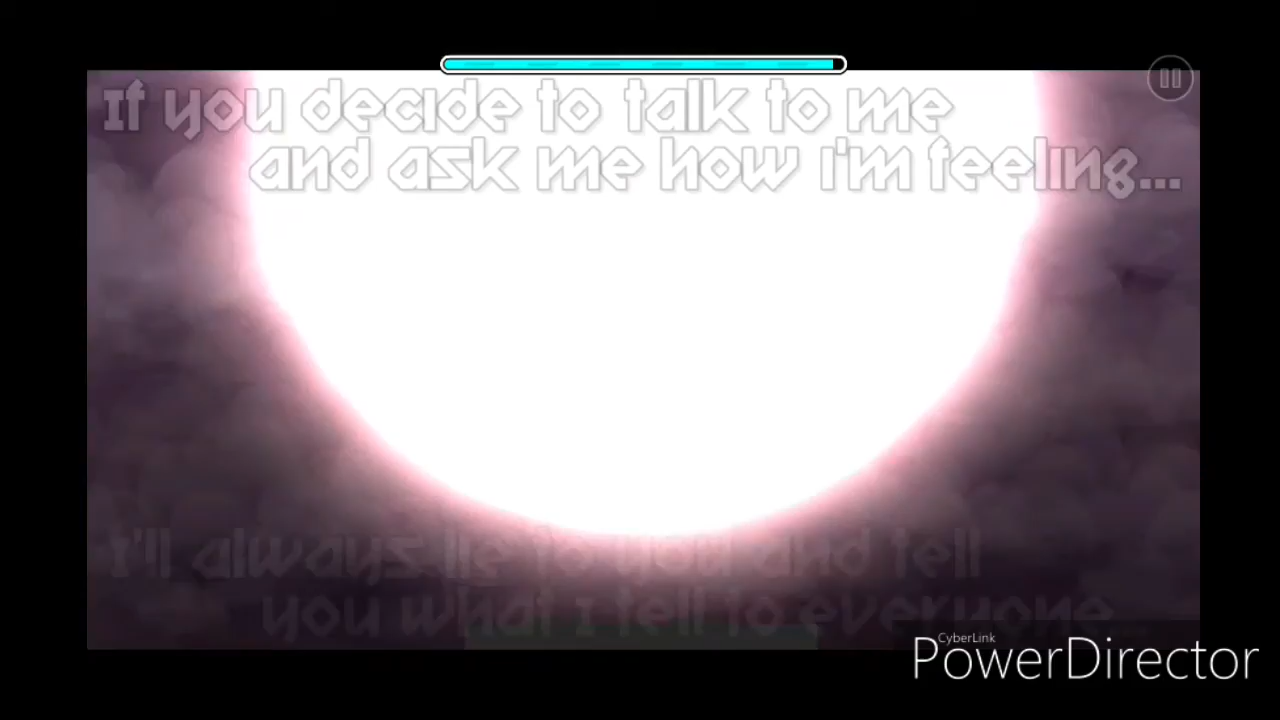 If you decide to talk to me
and ask me how i'm feeling...
I'll always lie to you and tell
you what I tell to everyone...
CyberLink
PowerDirector